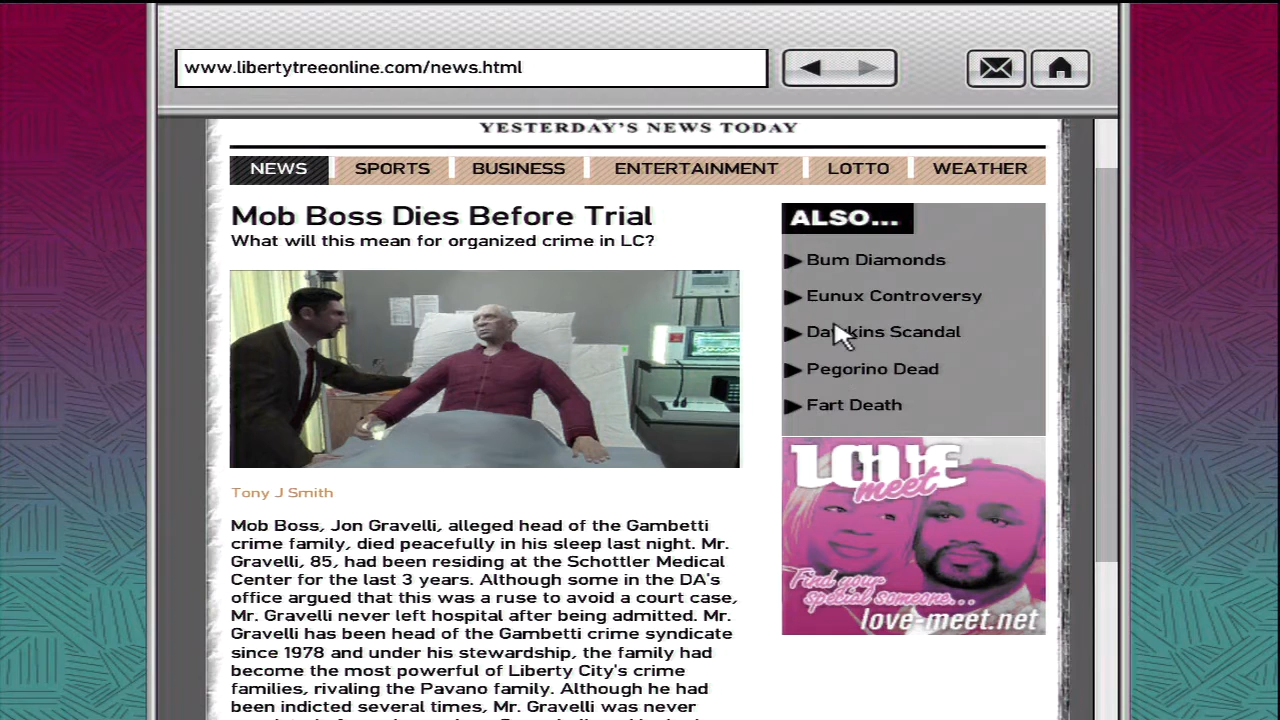 www.libertytreeonline.com/news.html
YESTERDAY'S NEWS TODAY
NEWS SPORTS BUSINESS ENTERTAINMENT LOTTO WEATHER
Mob Boss Dies Before Trial
What will this mean for organized crime in LC?
Tony J Smith
Mob Boss, Jon Gravelli, alleged head of the Gambetti
crime family, died peacefully in his sleep last night. Mr.
Gravelli, 85, had been residing at the Schottler Medical
Center for the last 3 years. Although some in the DA's
office argued that this was a ruse to avoid a court case,
Mr. Gravelli never left hospital after being admitted. Mr.
Gravelli has been head of the Gambetti crime syndicate
since 1978 and under his stewardship, the family had
become the most powerful of Liberty City's crime
families, rivaling the Pavano family. Although he had
been indicted several times, Mr. Gravelli was never
ALSO...
Bum Diamonds
Eunux Controversy
Dawkins Scandal
Pegorino Dead
Fart Death
LOVE
meet
Find your
special someone...
love-meet.net